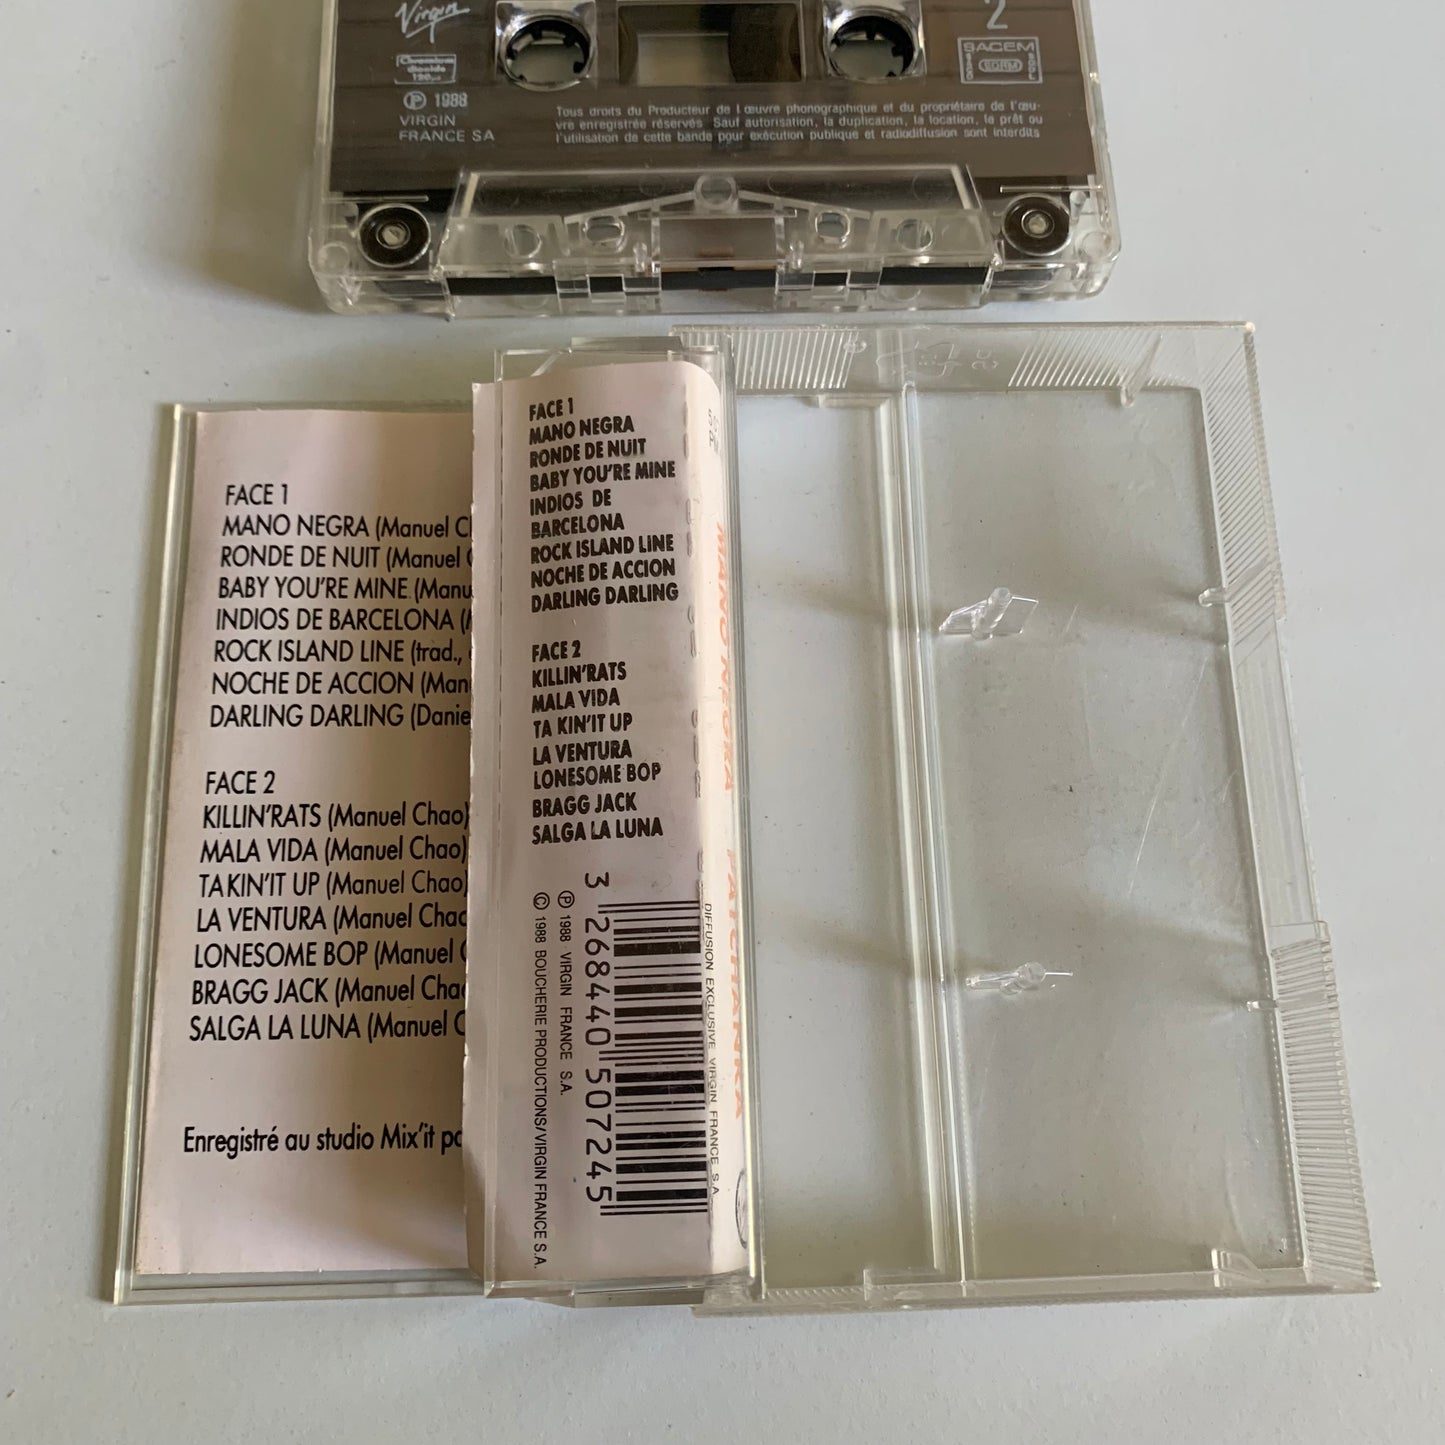 Virgin
Chromium
dioxide
120µs
℗ 1988
VIRGIN
FRANCE SA
2
SACEM
SDRM
Tous droits du Producteur de l'œuvre phonographique et du propriétaire de l'œu-
vre enregistrée réservés Sauf autorisation, la duplication, la location, le prêt ou
l'utilisation de cette bande pour exécution publique et radiodiffusion sont interdits
FACE 1
MANO NEGRA (Manuel
RONDE DE NUIT (Manuel
BABY YOU'RE MINE (Manu
INDIOS DE BARCELONA (
ROCK ISLAND LINE (trad.,
NOCHE DE ACCION (Man
DARLING DARLING (Danie
FACE 2
KILLIN'RATS (Manuel Chao)
MALA VIDA (Manuel Chao)
TAKIN'IT UP (Manuel Chao)
LA VENTURA (Manuel Chao
LONESOME BOP (Manuel
BRAGG JACK (Manuel Chao
SALGA LA LUNA (Manuel
Enregistré au studio Mix'it
FACE 1
MANO NEGRA
RONDE DE NUIT
BABY YOU'RE MINE
INDIOS DE
BARCELONA
ROCK ISLAND LINE
NOCHE DE ACCION
DARLING DARLING
FACE 2
KILLIN'RATS
MALA VIDA
TA KIN'IT UP
LA VENTURA
LONESOME BOP
BRAGG JACK
SALGA LA LUNA
3 268440 507245
℗ 1988 VIRGIN FRANCE S.A.
© 1988 BOUCHERIE PRODUCTIONS/VIRGIN FRANCE S.A.
MANO NEGRA PATCHANKA
DIFFUSION EXCLUSIVE VIRGIN FRANCE S.A.